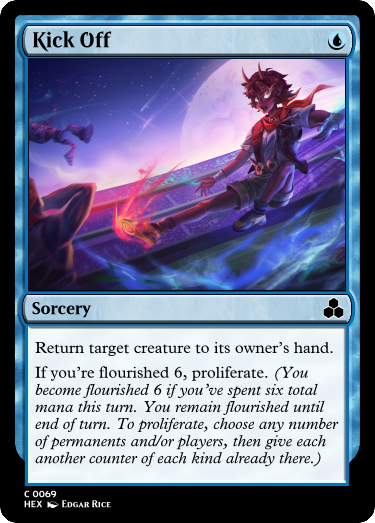 Kick Off
Sorcery
Return target creature to its owner's hand.
If you're flourished 6, proliferate. (You
become flourished 6 if you've spent six total
mana this turn. You remain flourished until
end of turn. To proliferate, choose any number
of permanents and/or players, then give each
another counter of each kind already there.)
C 0069
HEX Edgar Rice